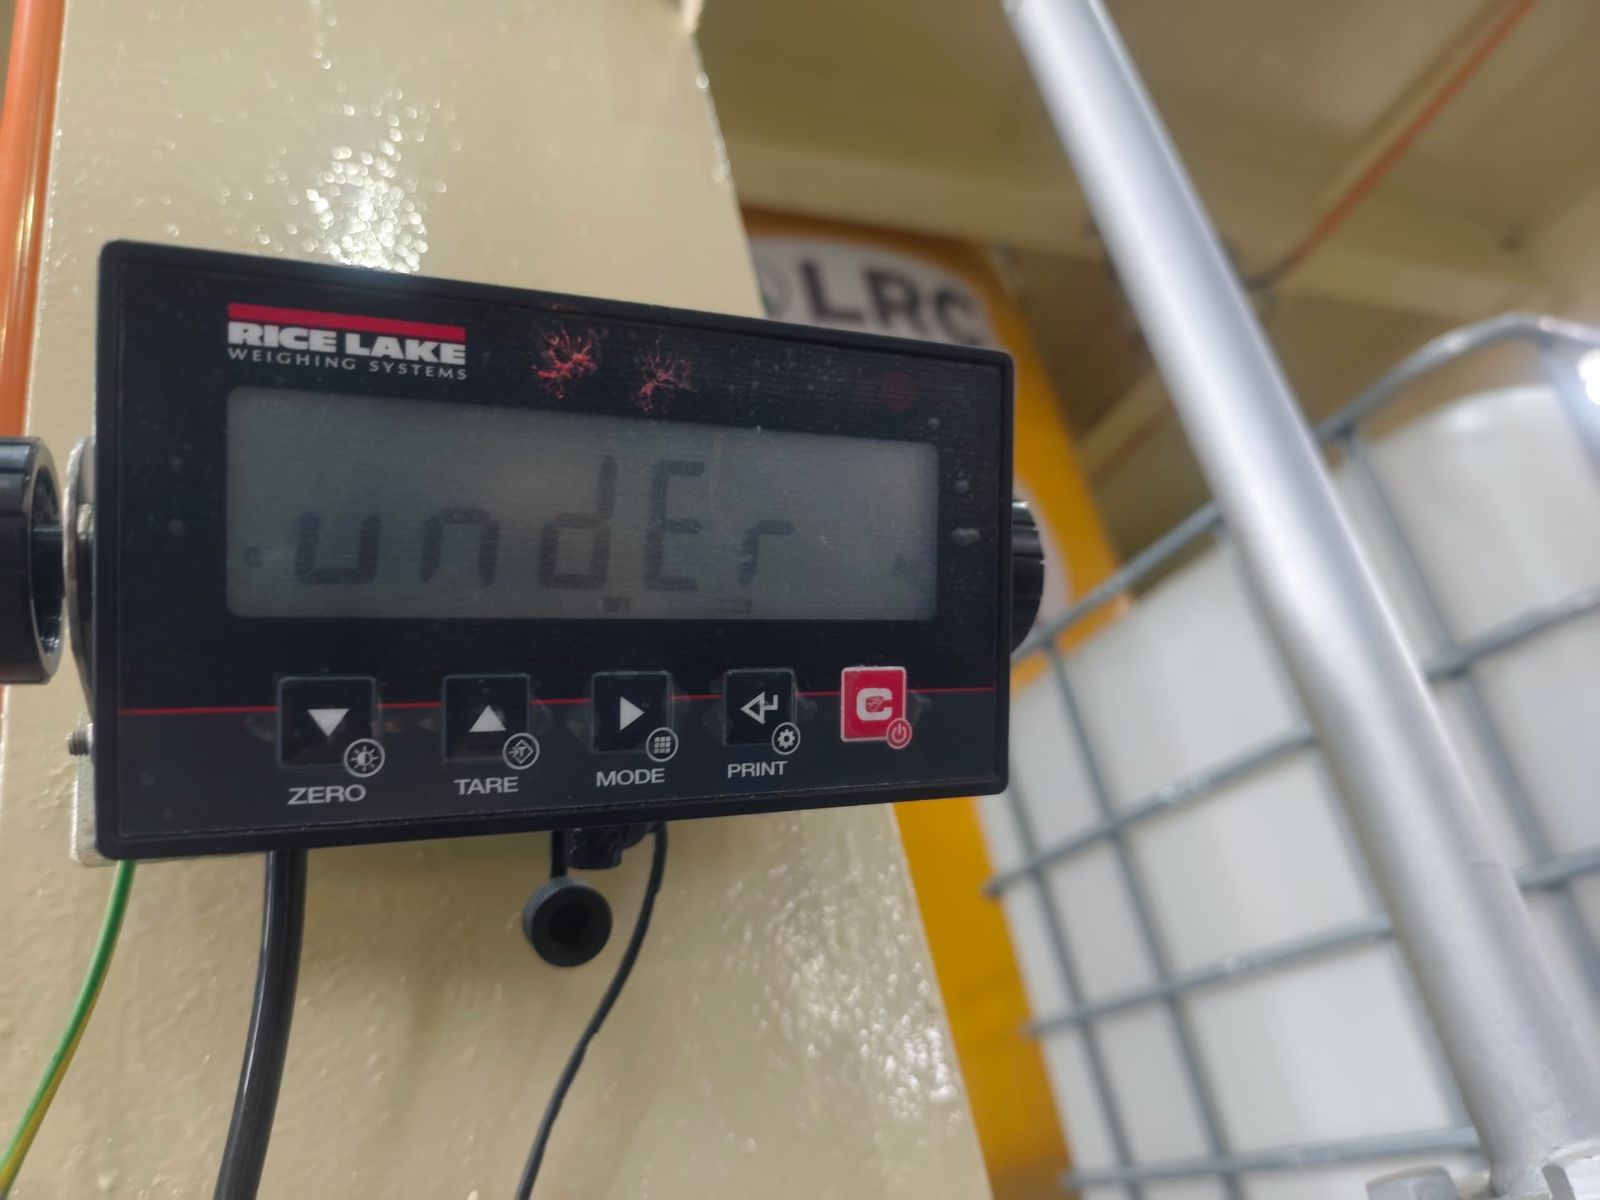 LRC
RICE LAKE
WEIGHING SYSTEMS
undEr
ZERO
TARE
MODE
PRINT
C